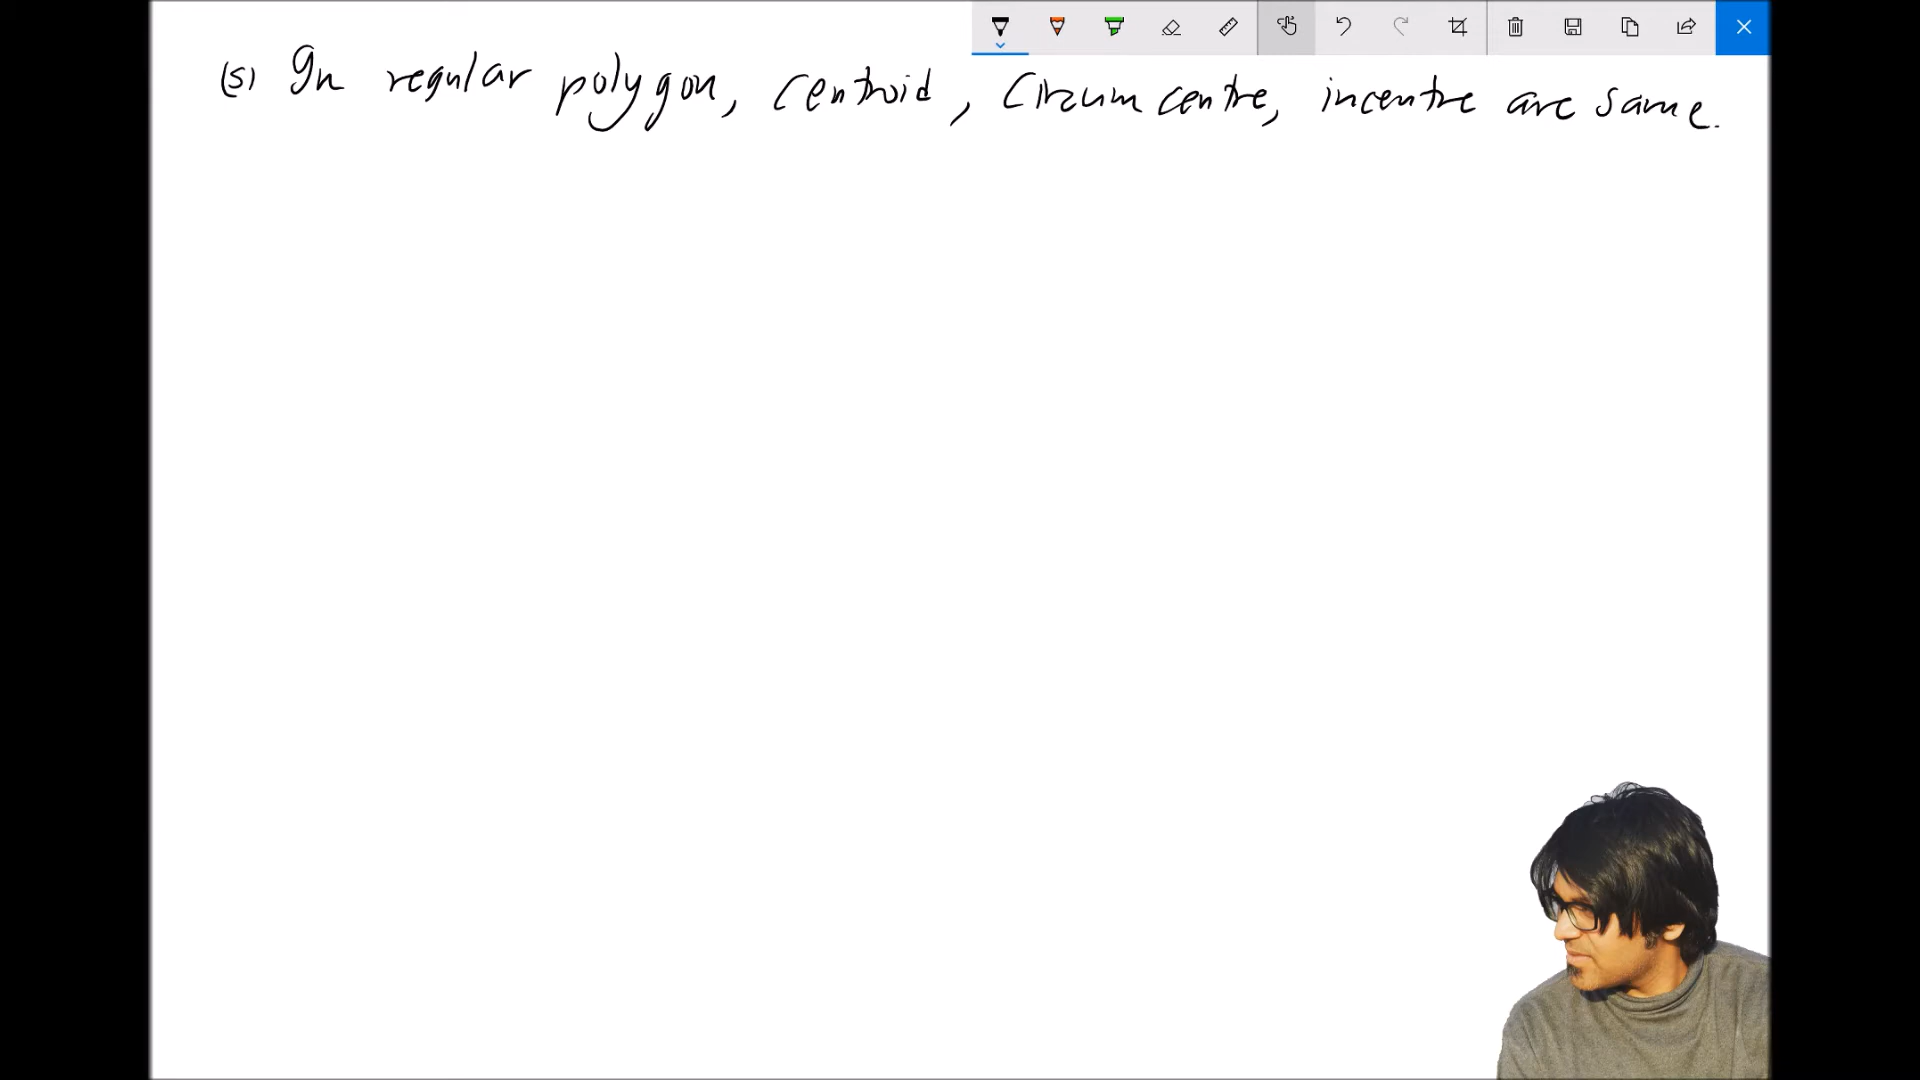 (5) In regular polygon, centroid, Circumcentre, incentre are same.